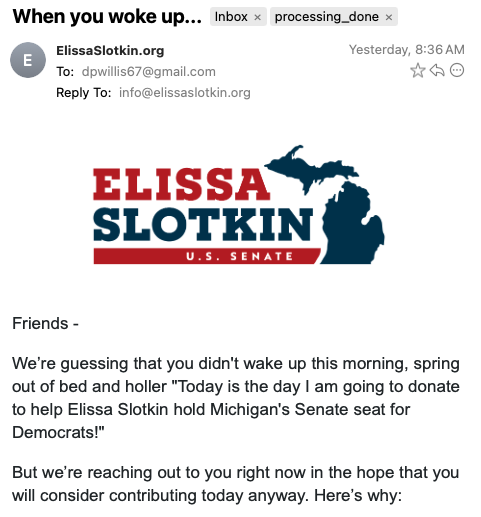 When you woke up... Inbox × processing_done ×
E
ElissaSlotkin.org
Yesterday, 8:36 AM
To: dpwillis67@gmail.com
Reply To: info@elissaslotkin.org
ELISSA
SLOTKIN
U.S. SENATE
Friends -
We’re guessing that you didn't wake up this morning, spring
out of bed and holler "Today is the day I am going to donate
to help Elissa Slotkin hold Michigan's Senate seat for
Democrats!"
But we’re reaching out to you right now in the hope that you
will consider contributing today anyway. Here’s why: